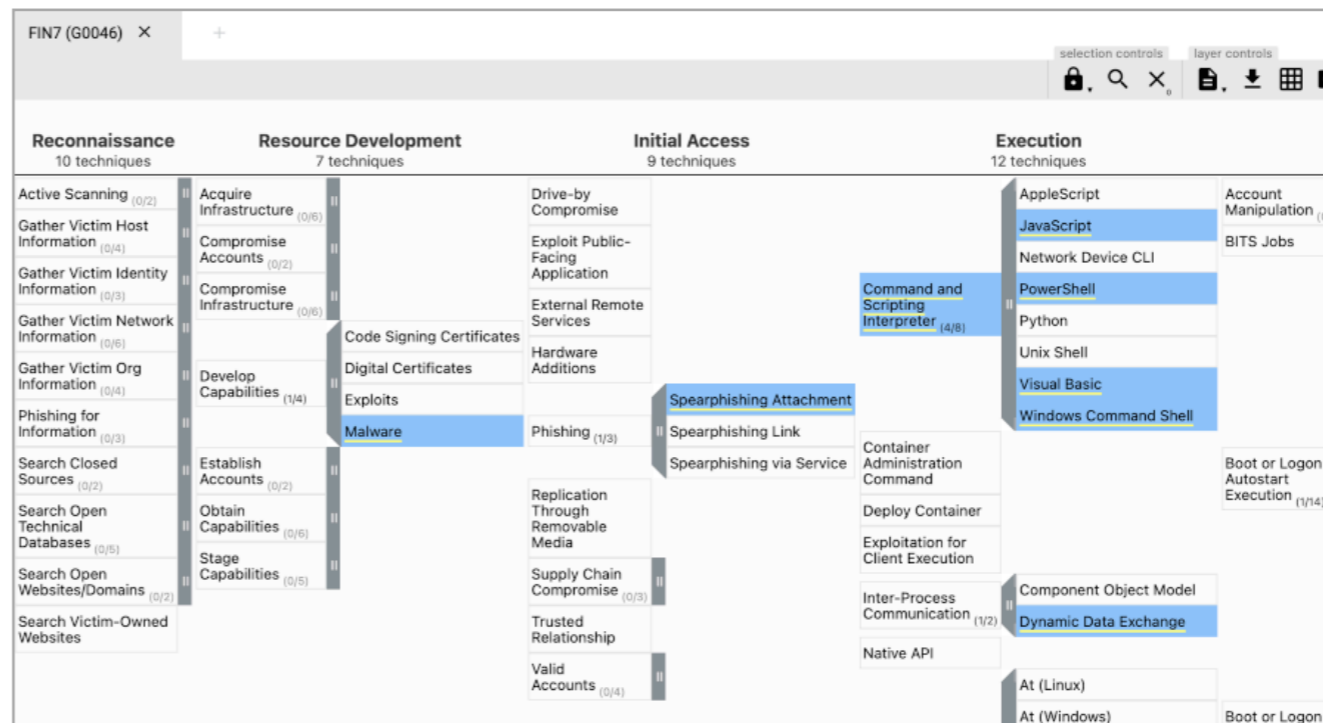 FIN7 (G0046) ✕ +
selection controls layer controls
Reconnaissance
10 techniques
Active Scanning (0/2)
Gather Victim Host
Information (0/4)
Gather Victim Identity
Information (0/3)
Gather Victim Network
Information (0/6)
Gather Victim Org
Information (0/4)
Phishing for
Information (0/3)
Search Closed
Sources (0/2)
Search Open
Technical
Databases (0/5)
Search Open
Websites/Domains (0/2)
Search Victim-Owned
Websites
Resource Development
7 techniques
Acquire
Infrastructure (0/6)
Compromise
Accounts (0/2)
Compromise
Infrastructure (0/6)
Develop
Capabilities (1/4)
Code Signing Certificates
Digital Certificates
Exploits
Malware
Establish
Accounts (0/2)
Obtain
Capabilities (0/6)
Stage
Capabilities (0/5)
Initial Access
9 techniques
Drive-by
Compromise
Exploit Public-
Facing
Application
External Remote
Services
Hardware
Additions
Phishing (1/3)
Spearphishing Attachment
Spearphishing Link
Spearphishing via Service
Replication
Through
Removable
Media
Supply Chain
Compromise (0/3)
Trusted
Relationship
Valid
Accounts (0/4)
Execution
12 techniques
Command and
Scripting
Interpreter (4/8)
AppleScript
JavaScript
Network Device CLI
PowerShell
Python
Unix Shell
Visual Basic
Windows Command Shell
Container
Administration
Command
Deploy Container
Exploitation for
Client Execution
Inter-Process
Communication (1/2)
Component Object Model
Dynamic Data Exchange
Native API
At (Linux)
At (Windows)
Account
Manipulation
BITS Jobs
Boot or Logon
Autostart
Execution (1/14)
Boot or Logon